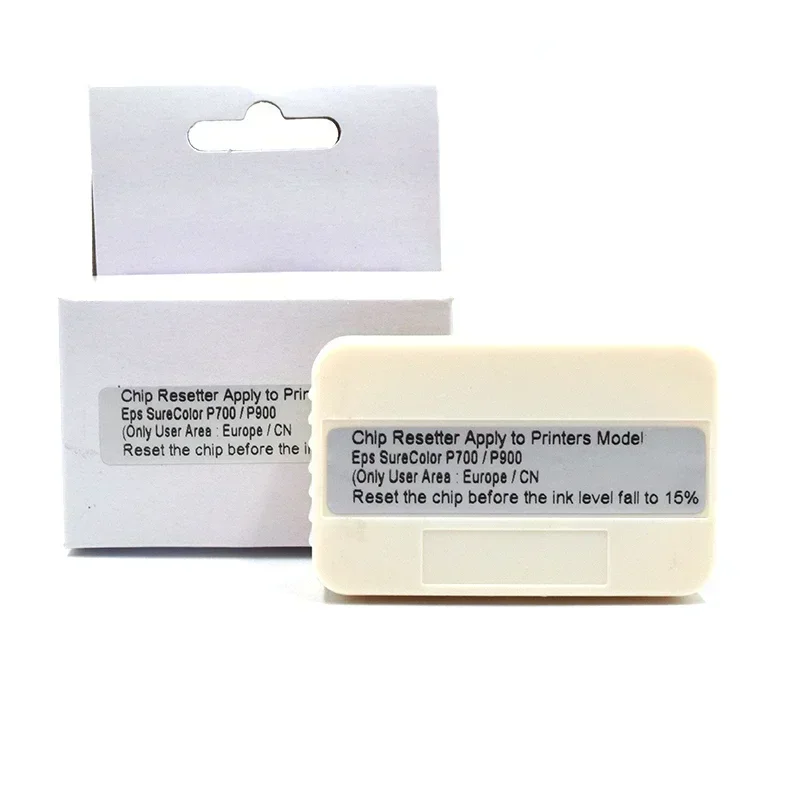 Chip Resetter Apply to Prin
Eps SureColor P700 / P900
(Only User Area : Europe / CN
Reset the chip before the in
Chip Resetter Apply to Printers Model
Eps SureColor P700 / P900
(Only User Area : Europe / CN
Reset the chip before the ink level fall to 15%